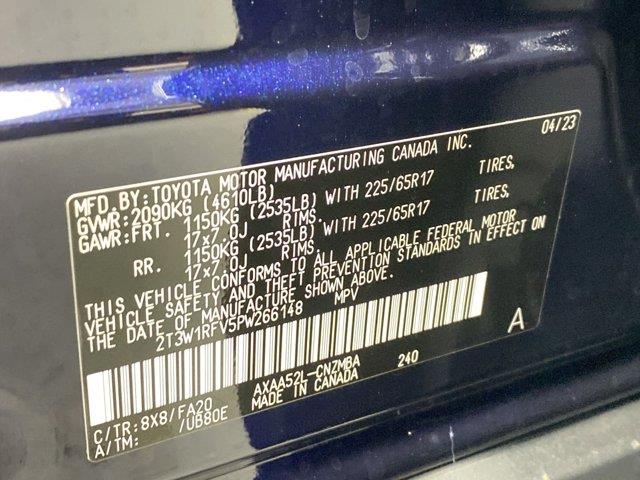 04/23
MFD. BY: TOYOTA MOTOR MANUFACTURING CANADA INC.
GVWR: 2090KG (4610LB)
GAWR: FRT. 1150KG (2535LB) WITH 225/65R17 TIRES,
17x7.0J RIMS.
RR. 1150KG (2535LB) WITH 225/65R17 TIRES,
17x7.0J RIMS.
THIS VEHICLE CONFORMS TO ALL APPLICABLE FEDERAL MOTOR
VEHICLE SAFETY AND THEFT PREVENTION STANDARDS IN EFFECT ON
THE DATE OF MANUFACTURE SHOWN ABOVE.
2T3W1RFV5PW266148 MPV
A
C/TR: 8X8/FA20 AXAA52L-CNZMBA 240
A/TM: /UB80E MADE IN CANADA